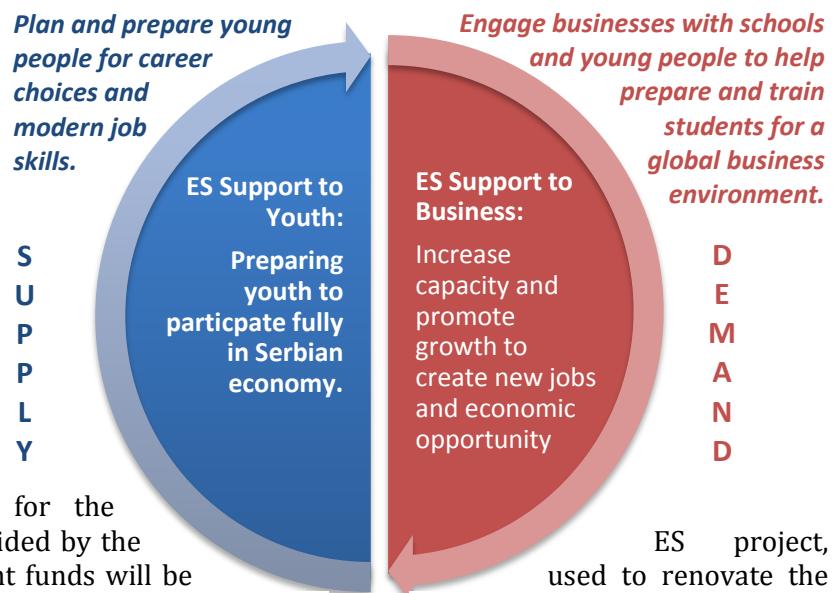 Plan and prepare young
people for career
choices and
modern job
skills.
Engage businesses with schools
and young people to help
prepare and train
students for a
global business
environment.
ES Support to
Youth:
Preparing
youth to
particpate fully
in Serbian
economy.
ES Support to
Business:
Increase
capacity and
promote
growth to
create new jobs
and economic
opportunity
S
U
P
P
L
Y
D
E
M
A
N
D
for the
by the ES project,
funds will be used to renovate the